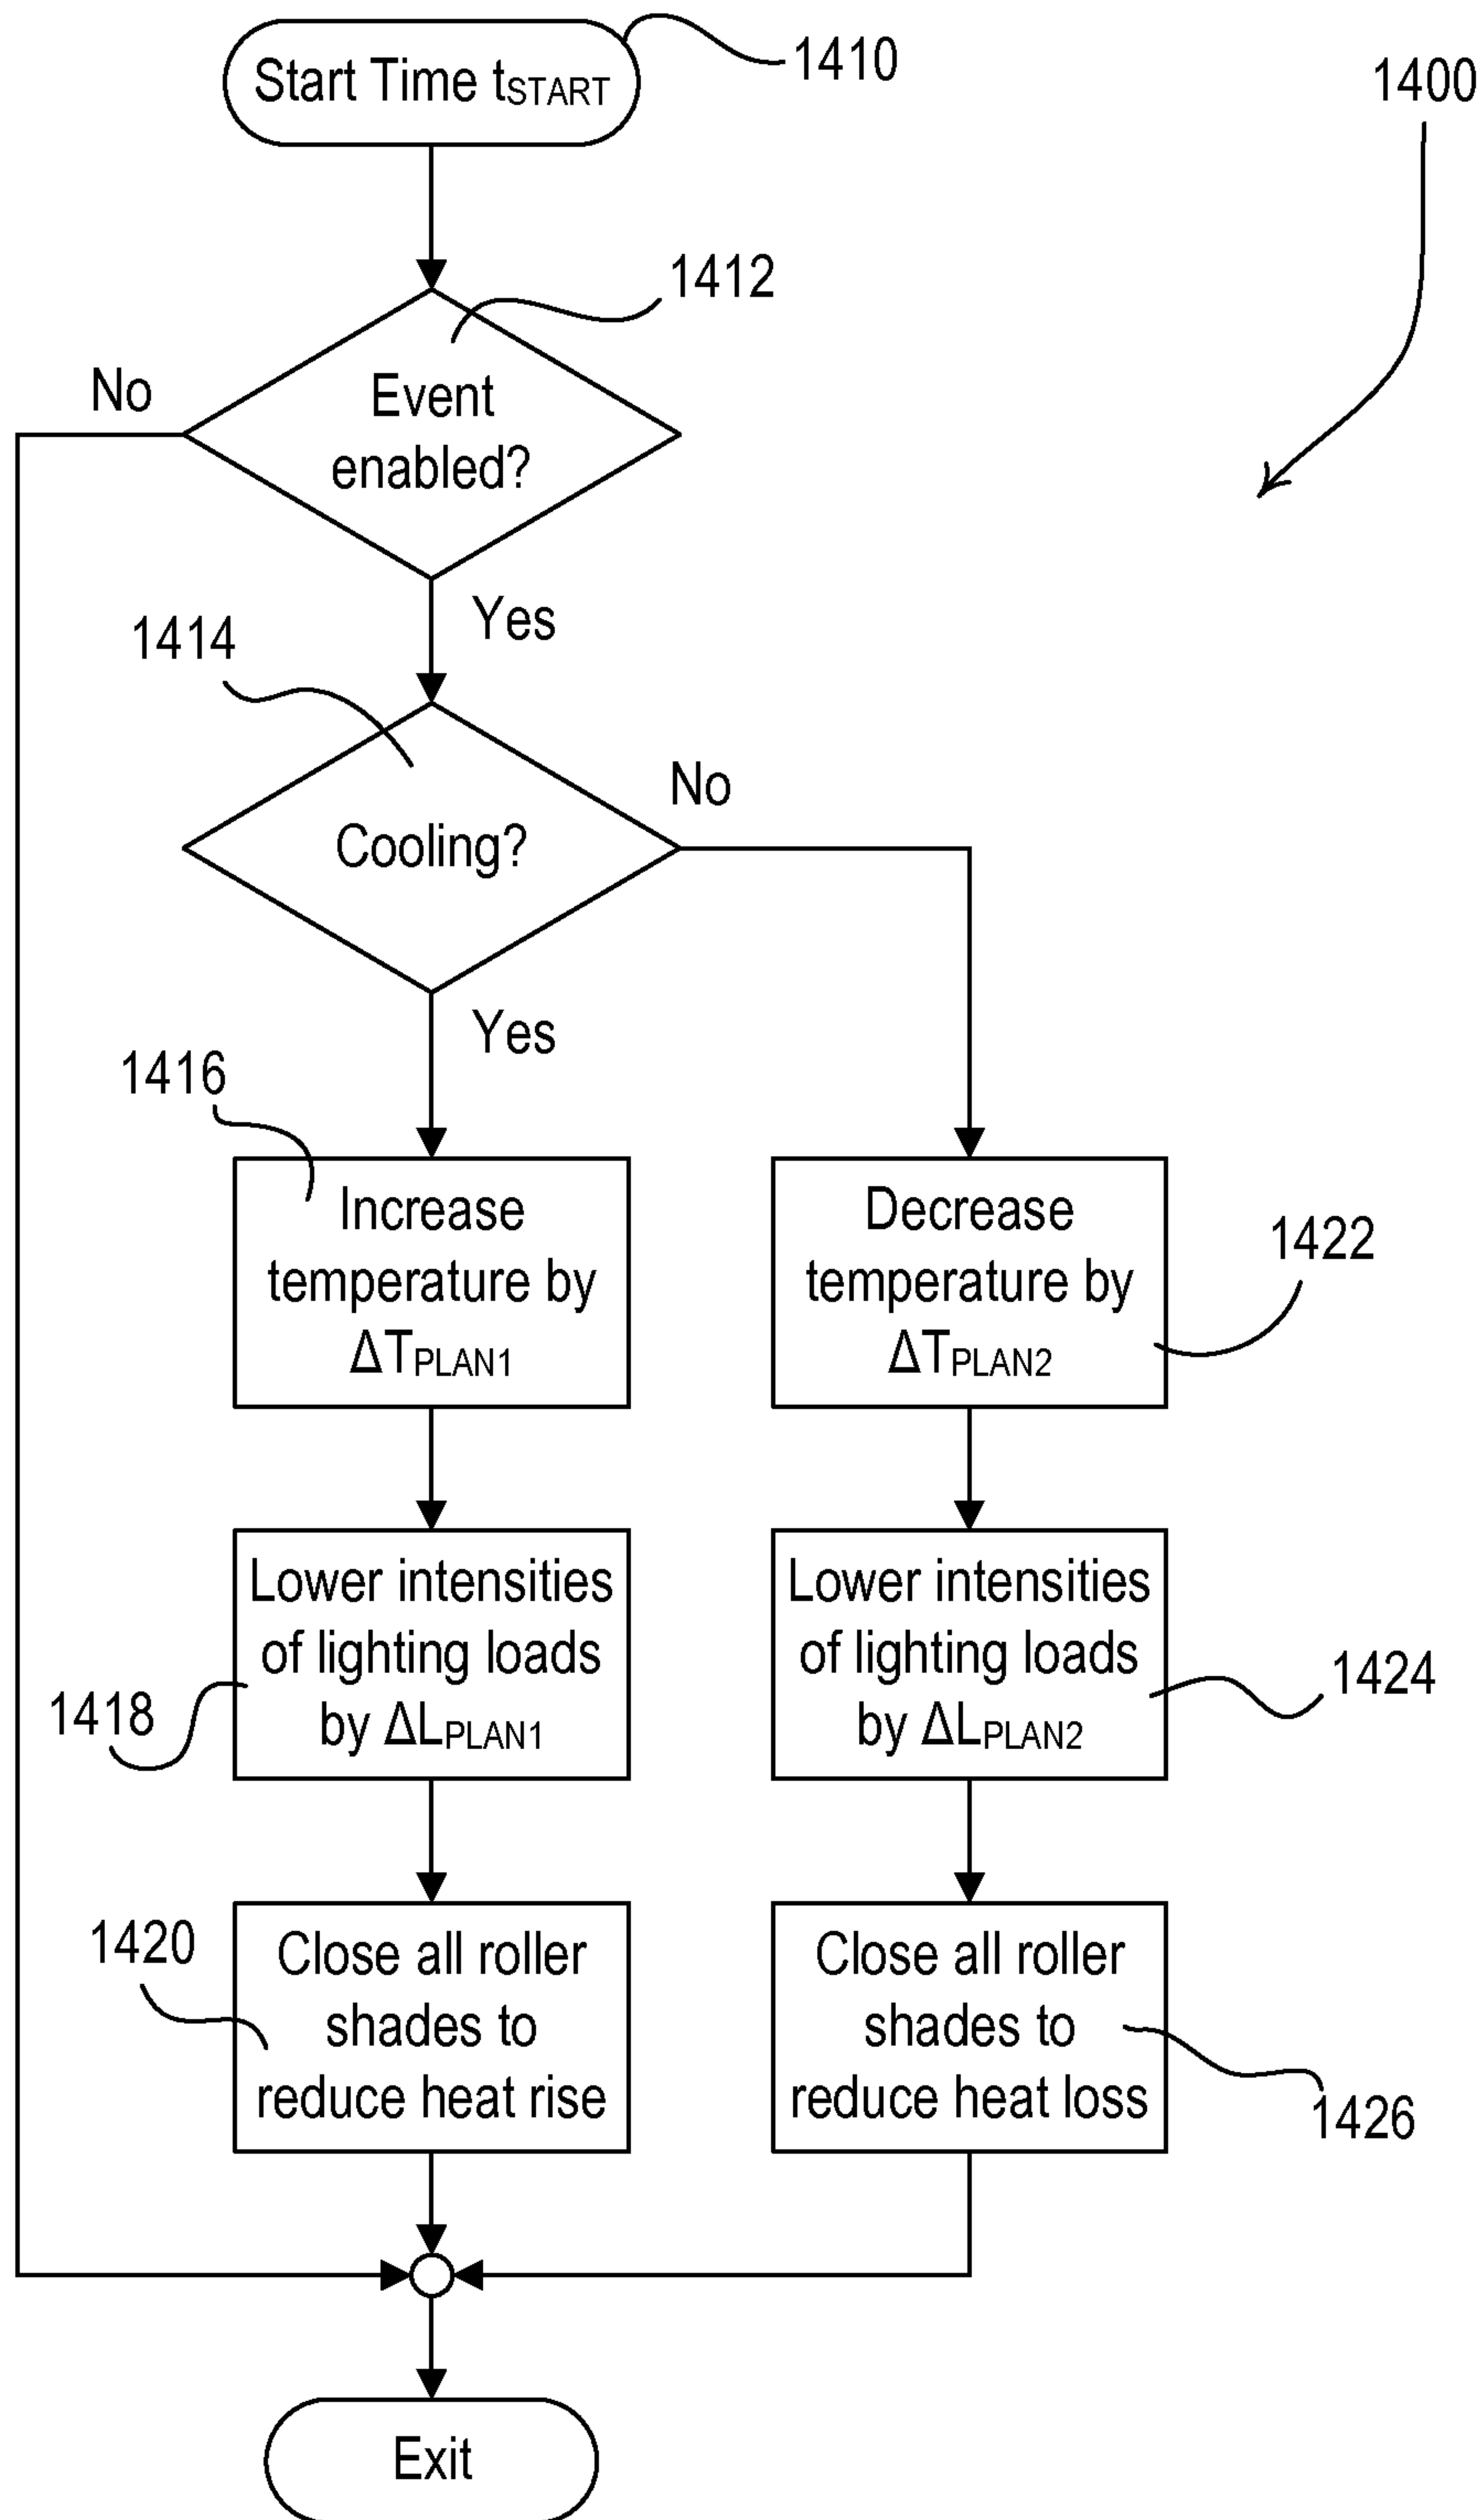 Start Time tSTART
1410
1400
1412
No
Event
enabled?
Yes
1414
No
Cooling?
Yes
1416
Increase
temperature by
ΔTPLAN1
Decrease
temperature by
ΔTPLAN2
1422
Lower intensities
of lighting loads
by ΔLPLAN1
1418
Lower intensities
of lighting loads
by ΔLPLAN2
1424
1420
Close all roller
shades to
reduce heat rise
Close all roller
shades to
reduce heat loss
1426
Exit